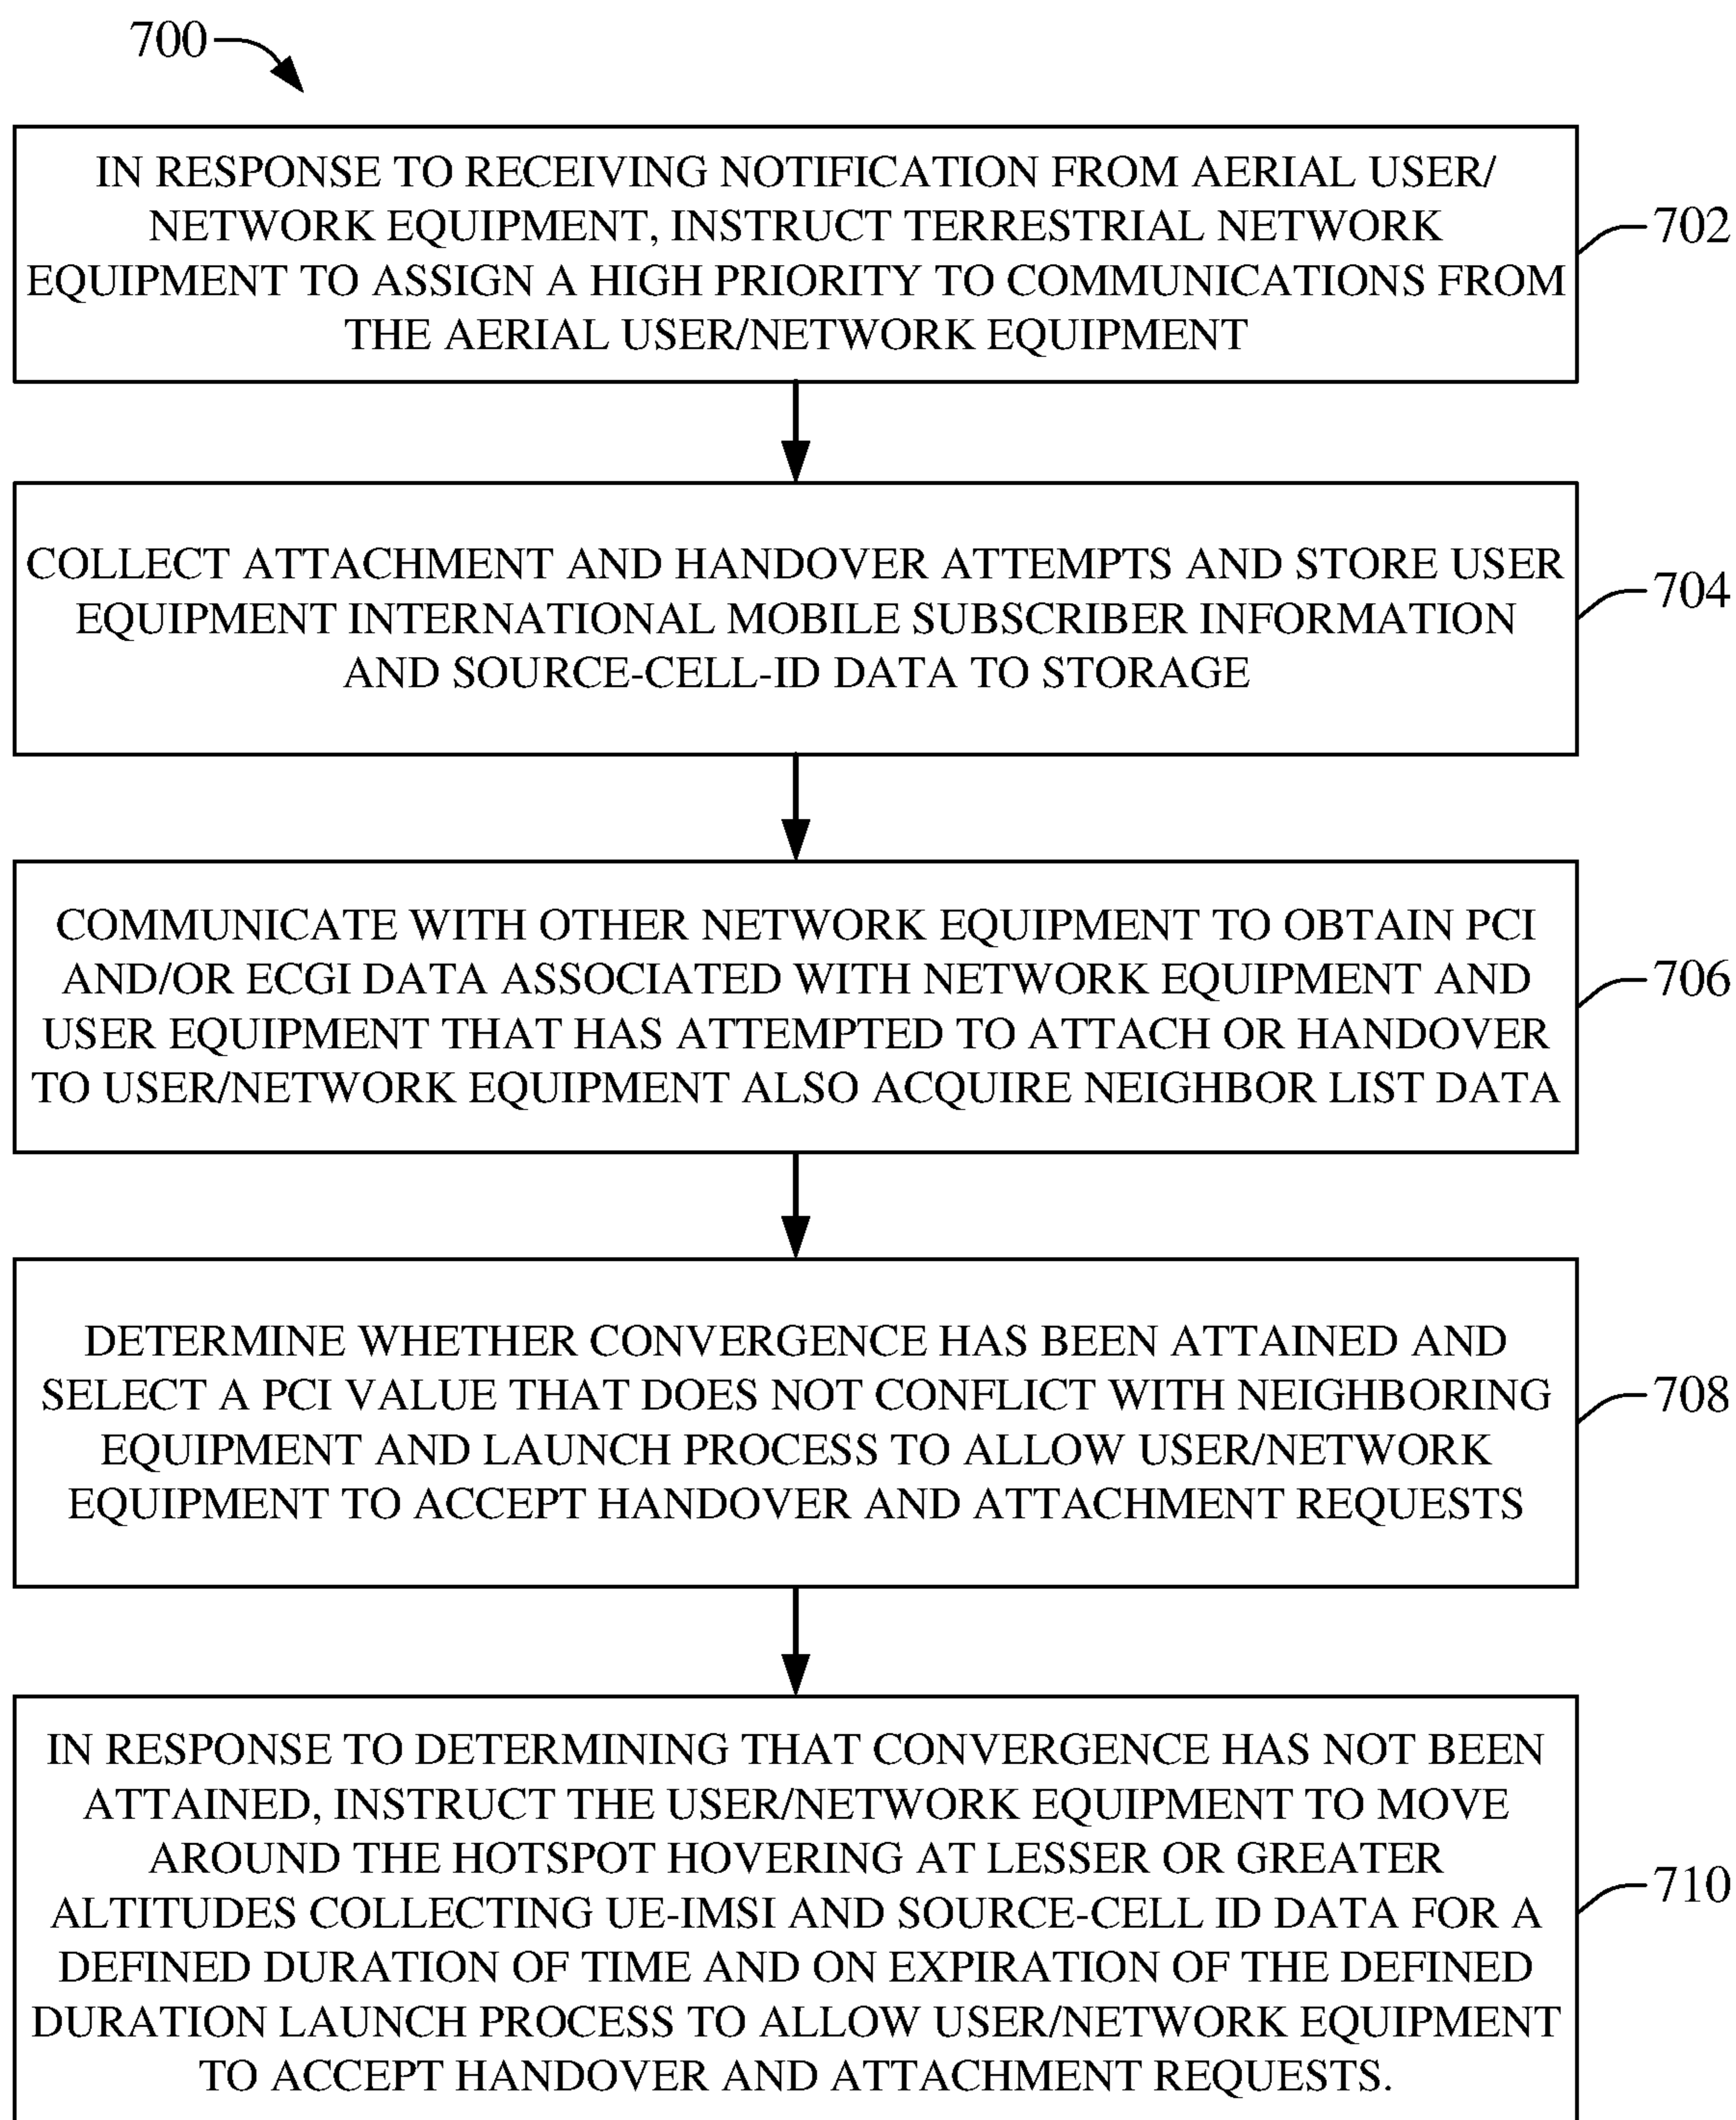 700
IN RESPONSE TO RECEIVING NOTIFICATION FROM AERIAL USER/
NETWORK EQUIPMENT, INSTRUCT TERRESTRIAL NETWORK
EQUIPMENT TO ASSIGN A HIGH PRIORITY TO COMMUNICATIONS FROM
THE AERIAL USER/NETWORK EQUIPMENT
702
COLLECT ATTACHMENT AND HANDOVER ATTEMPTS AND STORE USER
EQUIPMENT INTERNATIONAL MOBILE SUBSCRIBER INFORMATION
AND SOURCE-CELL-ID DATA TO STORAGE
704
COMMUNICATE WITH OTHER NETWORK EQUIPMENT TO OBTAIN PCI
AND/OR ECGI DATA ASSOCIATED WITH NETWORK EQUIPMENT AND
USER EQUIPMENT THAT HAS ATTEMPTED TO ATTACH OR HANDOVER
TO USER/NETWORK EQUIPMENT ALSO ACQUIRE NEIGHBOR LIST DATA
706
DETERMINE WHETHER CONVERGENCE HAS BEEN ATTAINED AND
SELECT A PCI VALUE THAT DOES NOT CONFLICT WITH NEIGHBORING
EQUIPMENT AND LAUNCH PROCESS TO ALLOW USER/NETWORK
EQUIPMENT TO ACCEPT HANDOVER AND ATTACHMENT REQUESTS
708
IN RESPONSE TO DETERMINING THAT CONVERGENCE HAS NOT BEEN
ATTAINED, INSTRUCT THE USER/NETWORK EQUIPMENT TO MOVE
AROUND THE HOTSPOT HOVERING AT LESSER OR GREATER
ALTITUDES COLLECTING UE-IMSI AND SOURCE-CELL ID DATA FOR A
DEFINED DURATION OF TIME AND ON EXPIRATION OF THE DEFINED
DURATION LAUNCH PROCESS TO ALLOW USER/NETWORK EQUIPMENT
TO ACCEPT HANDOVER AND ATTACHMENT REQUESTS.
710